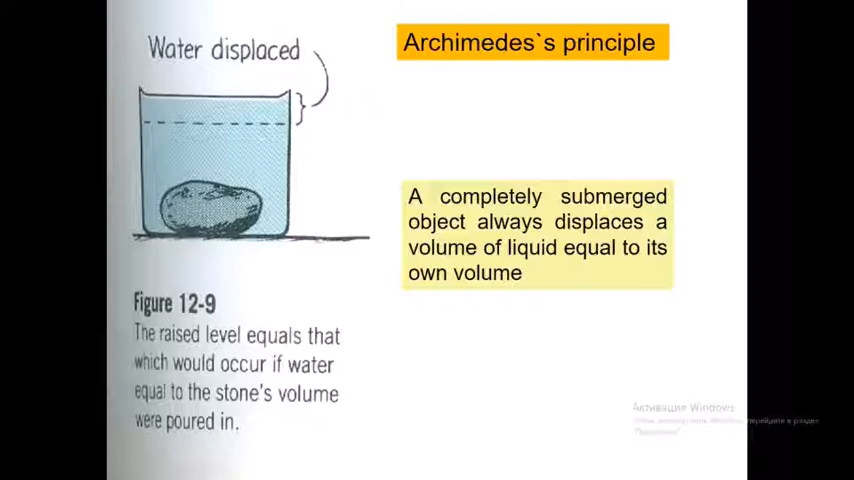 Water displaced
Archimedes`s principle
A completely submerged
object always displaces a
volume of liquid equal to its
own volume
Figure 12-9
The raised level equals that
which would occur if water
equal to the stone's volume
were poured in.
Активация Windows
перейдите в раздел